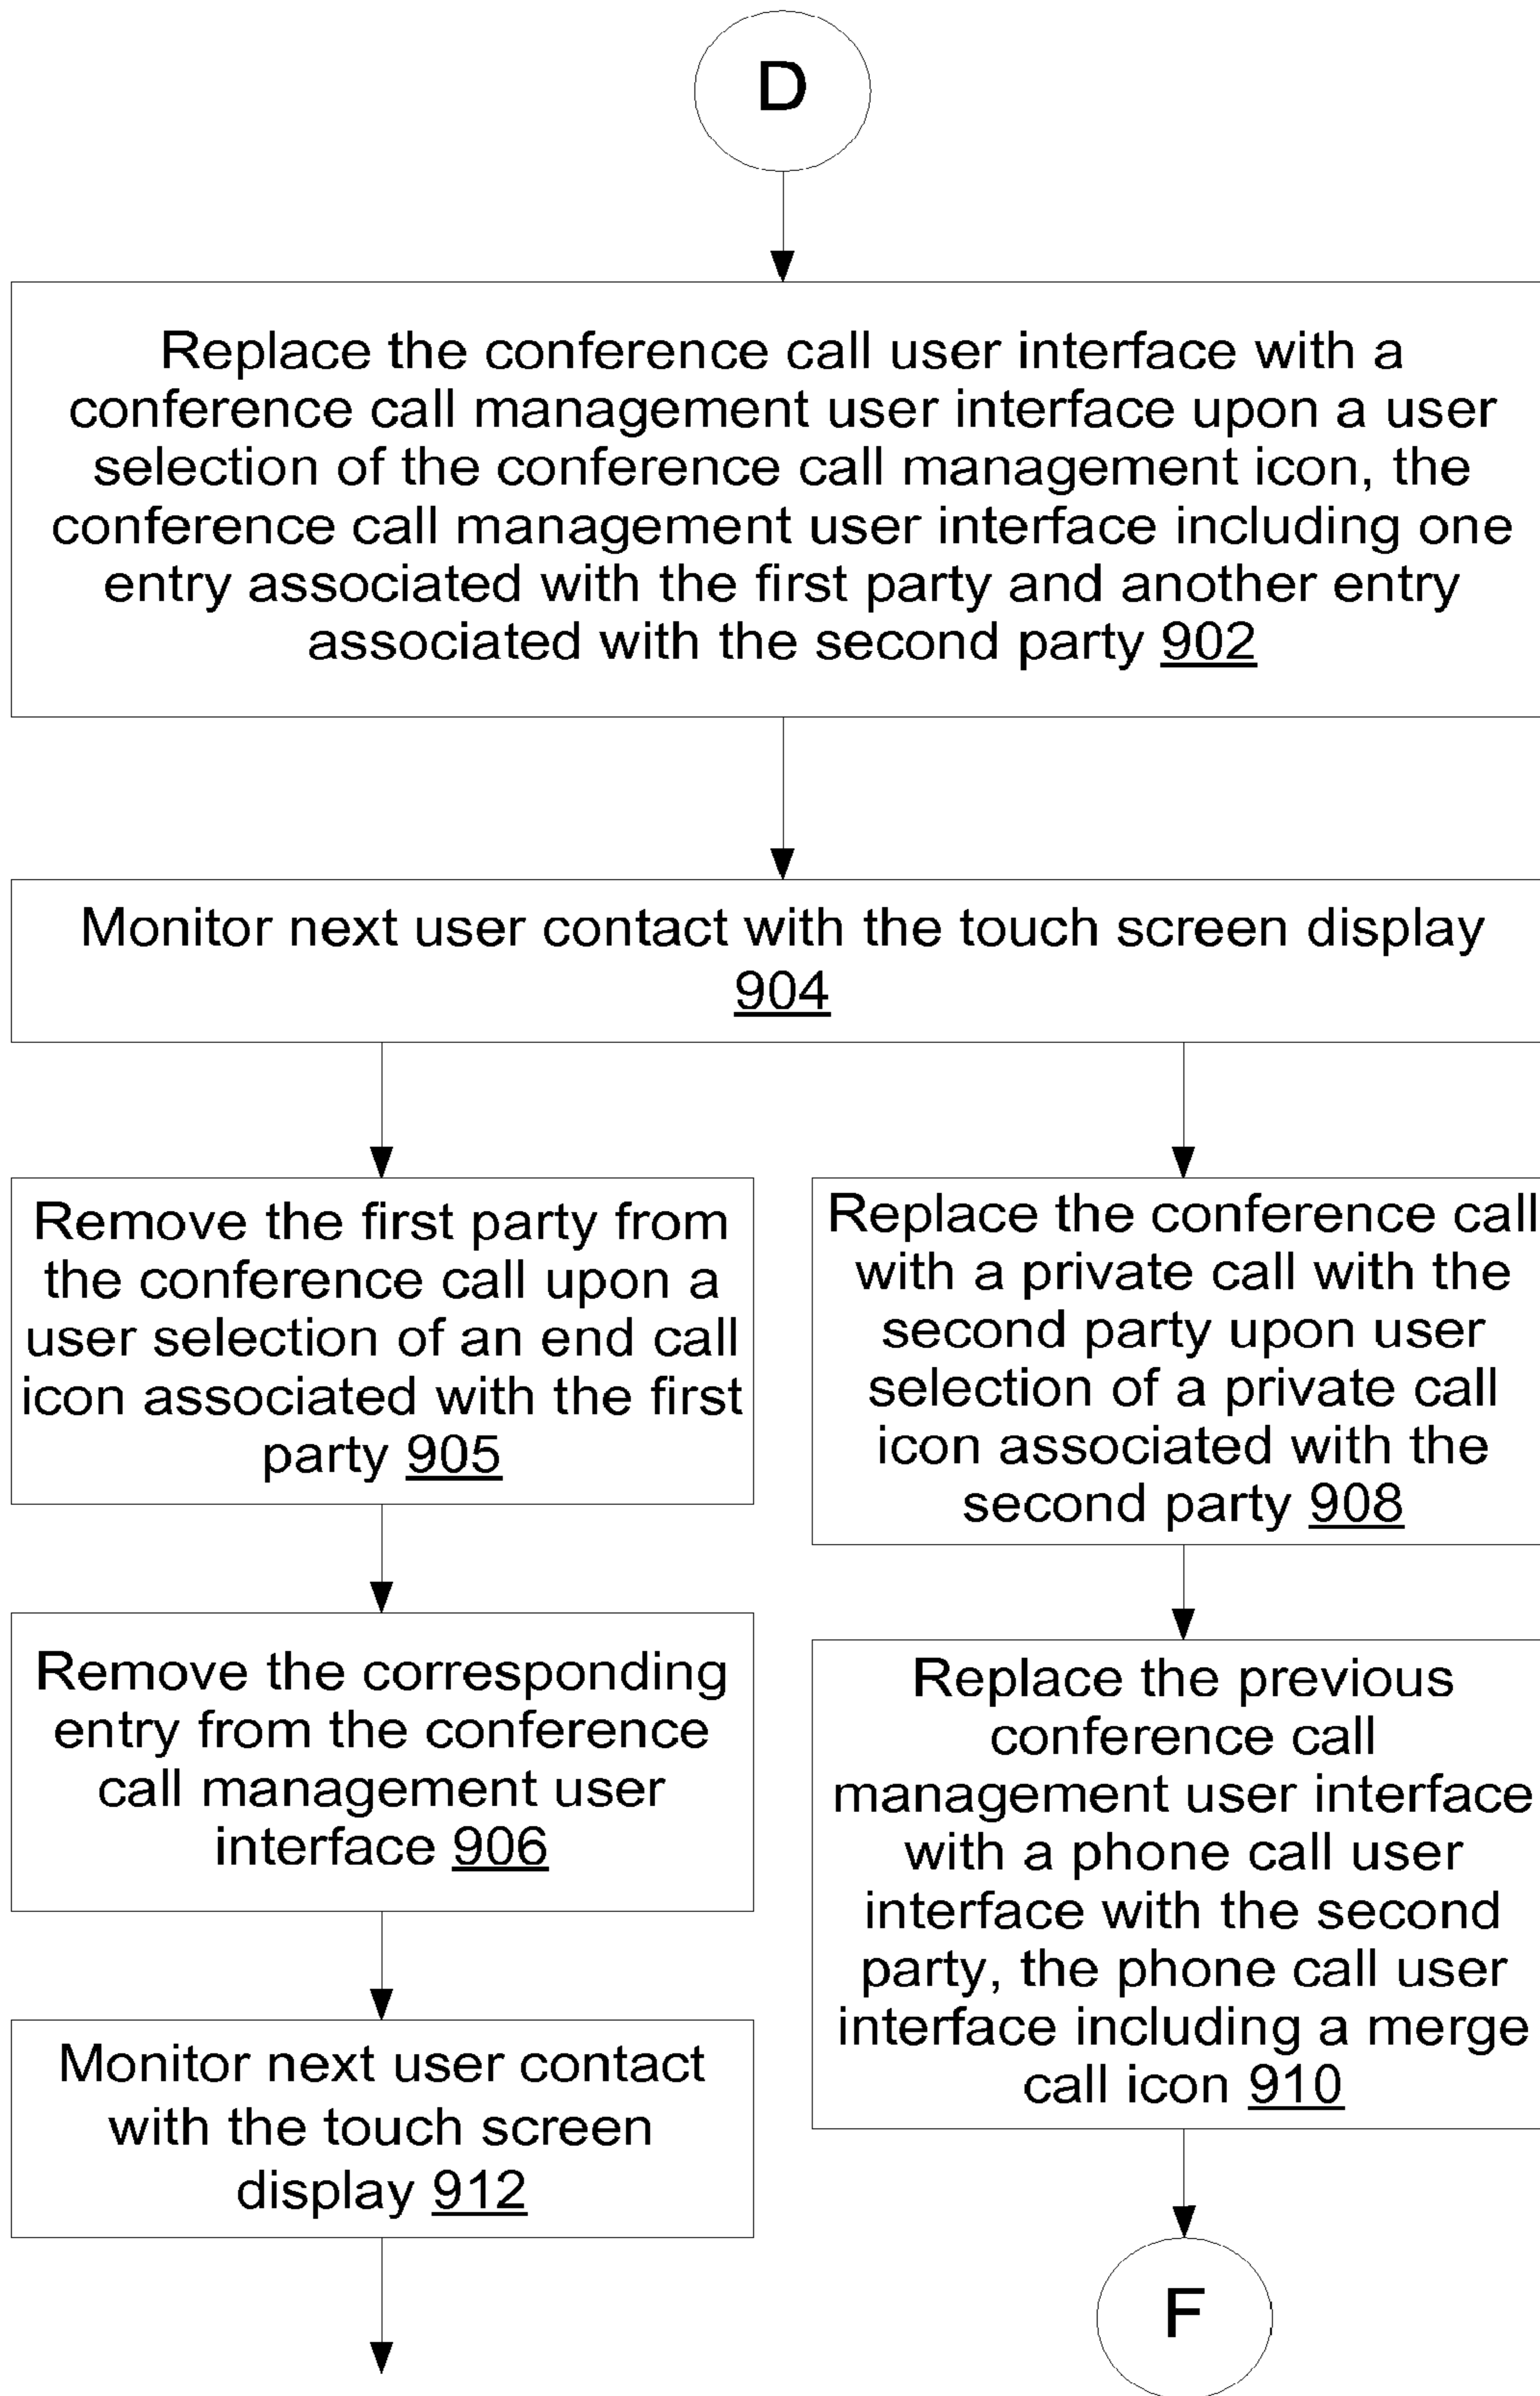 D
Replace the conference call user interface with a
conference call management user interface upon a user
selection of the conference call management icon, the
conference call management user interface including one
entry associated with the first party and another entry
associated with the second party 902
Monitor next user contact with the touch screen display
904
Remove the first party from
the conference call upon a
user selection of an end call
icon associated with the first
party 905
Remove the corresponding
entry from the conference
call management user
interface 906
Monitor next user contact
with the touch screen
display 912
Replace the conference call
with a private call with the
second party upon user
selection of a private call
icon associated with the
second party 908
Replace the previous
conference call
management user interface
with a phone call user
interface with the second
party, the phone call user
interface including a merge
call icon 910
F